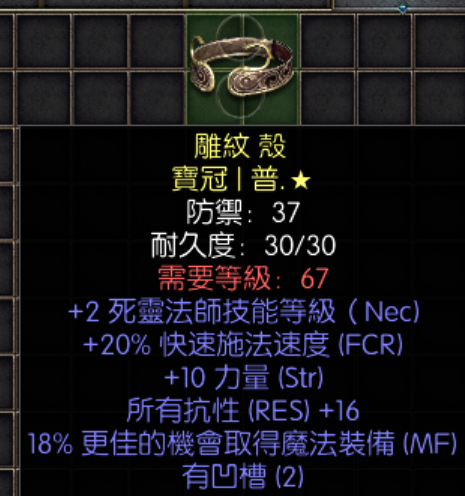 雕紋 殼
寶冠 | 普.★
防禦: 37
耐久度: 30/30
需要等級: 67
+2 死靈法師技能等級 ( Nec)
+20% 快速施法速度 (FCR)
+10 力量 (Str)
所有抗性 (RES) +16
18% 更佳的機會取得魔法裝備 (MF)
有凹槽 (2)